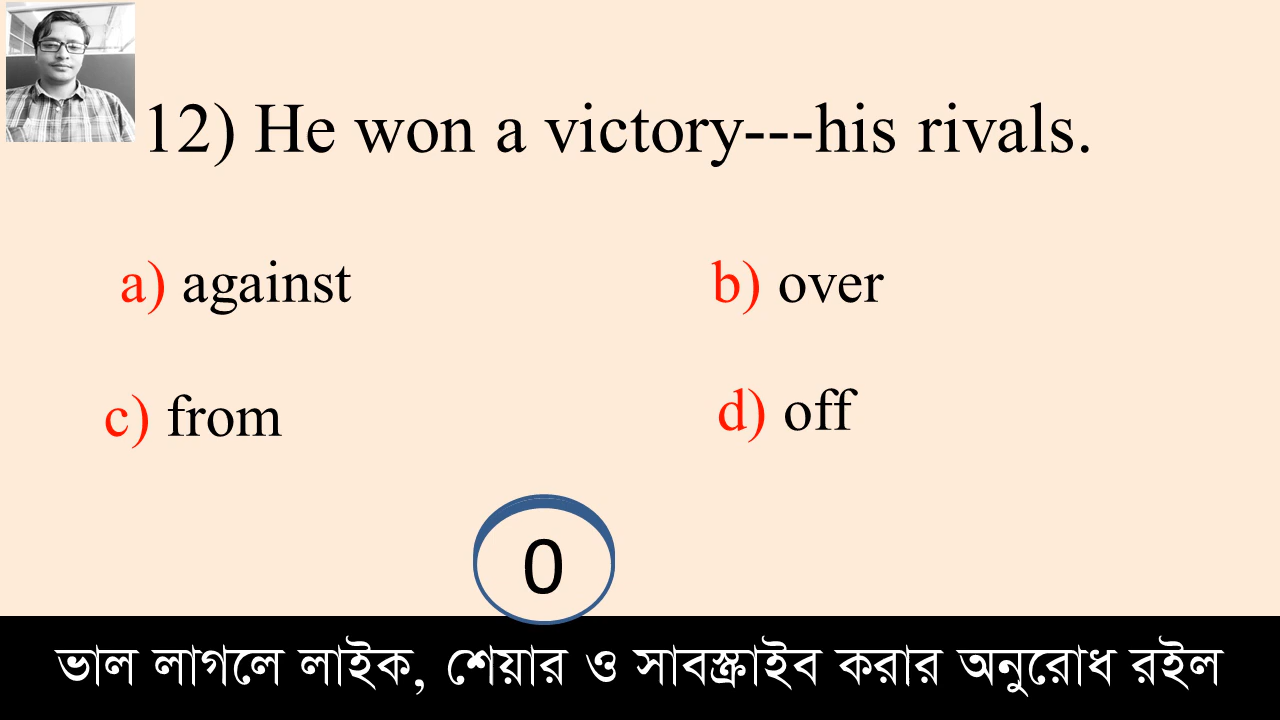 12) He won a victory---his rivals.
a) against b) over
c) from d) off
0
ভাল লাগলে লাইক, শেয়ার ও সাবস্ক্রাইব করার অনুরোধ রইল